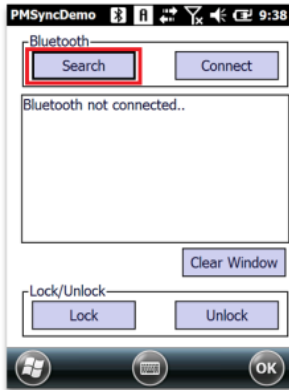 PMSyncDemo A 9:38
Bluetooth
Search Connect
Bluetooth not connected..
Clear Window
Lock/Unlock
Lock Unlock
OK